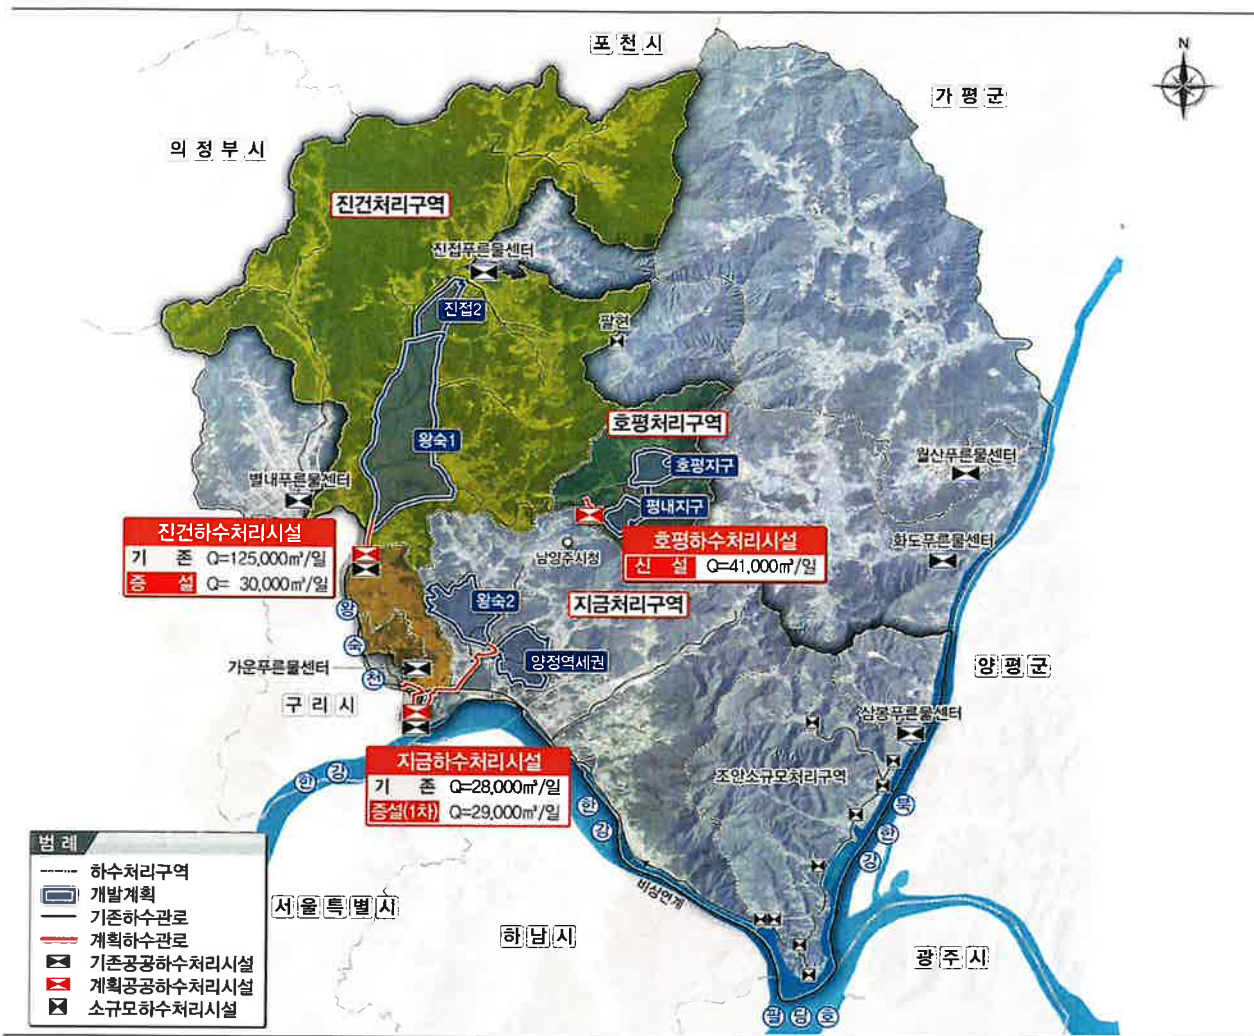 포천시
N
가평군
의정부시
진건처리구역
진접푸른물센터
진접2
팔현
호평처리구역
왕숙1
호평지구
월산푸른물센터
별내푸른물센터
평내지구
진건하수처리시설
기 존 Q=125,000㎥/일
증 설 Q= 30,000㎥/일
호평하수처리시설
신 설 Q=41,000㎥/일
남양주시청
화도푸른물센터
왕숙2
지금처리구역
왕숙천
양정역세권
가운푸른물센터
양평군
구리시
삼봉푸른물센터
지금하수처리시설
기 존 Q=28,000㎥/일
증설(1차) Q=29,000㎥/일
조안소규모처리구역
한강
한강
북한강
범례
하수처리구역
개발계획
기존하수관로
계획하수관로
기존공공하수처리시설
계획공공하수처리시설
소규모하수처리시설
비상연계
서울특별시
하남시
광주시
팔당호